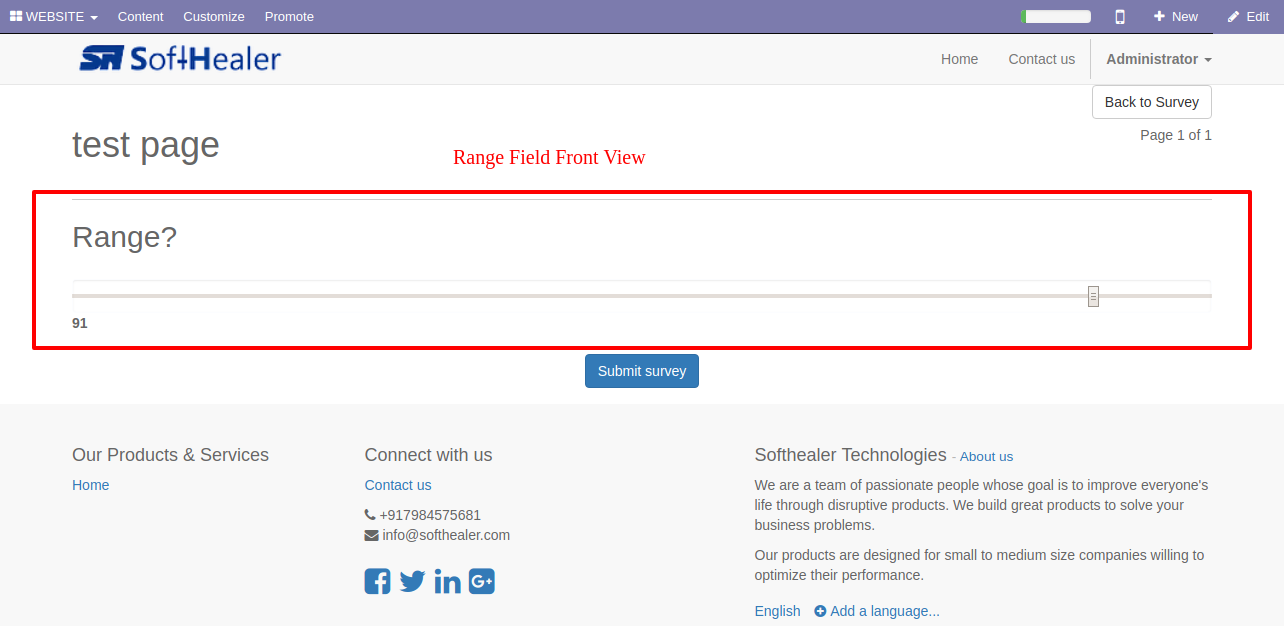 WEBSITE Content Customize Promote New Edit
SoftHealer Home Contact us Administrator
Back to Survey
Page 1 of 1
test page
Range Field Front View
Range?
91
Submit survey
Our Products & Services
Home
Connect with us
Contact us
+917984575681
info@softhealer.com
Softhealer Technologies - About us
We are a team of passionate people whose goal is to improve everyone's
life through disruptive products. We build great products to solve your
business problems.
Our products are designed for small to medium size companies willing to
optimize their performance.
English Add a language...